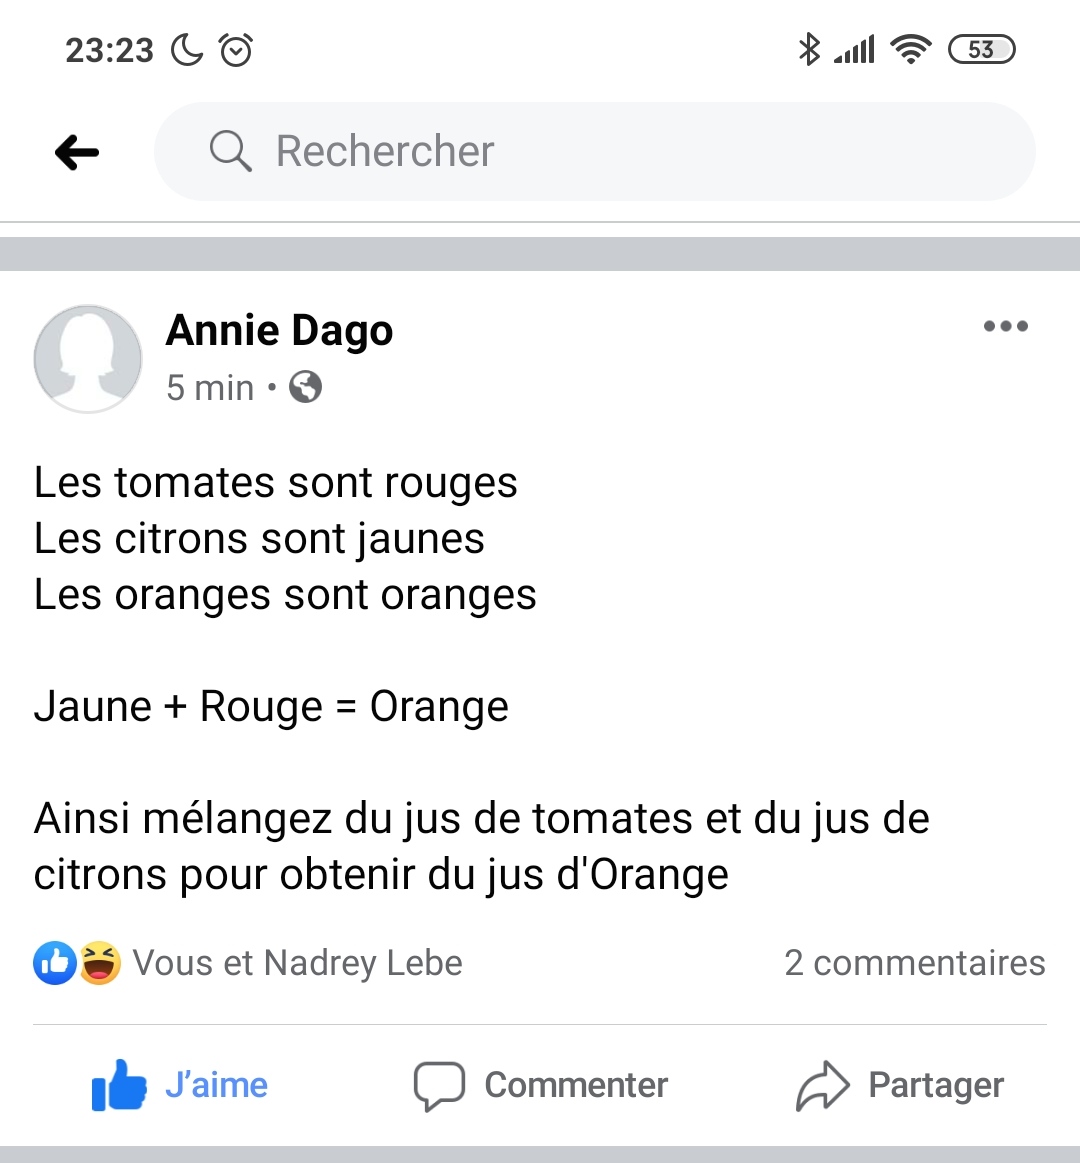 23:23
53
Rechercher
Annie Dago
5 min •
Les tomates sont rouges
Les citrons sont jaunes
Les oranges sont oranges
Jaune + Rouge = Orange
Ainsi mélangez du jus de tomates et du jus de
citrons pour obtenir du jus d'Orange
Vous et Nadrey Lebe
2 commentaires
J’aime
Commenter
Partager